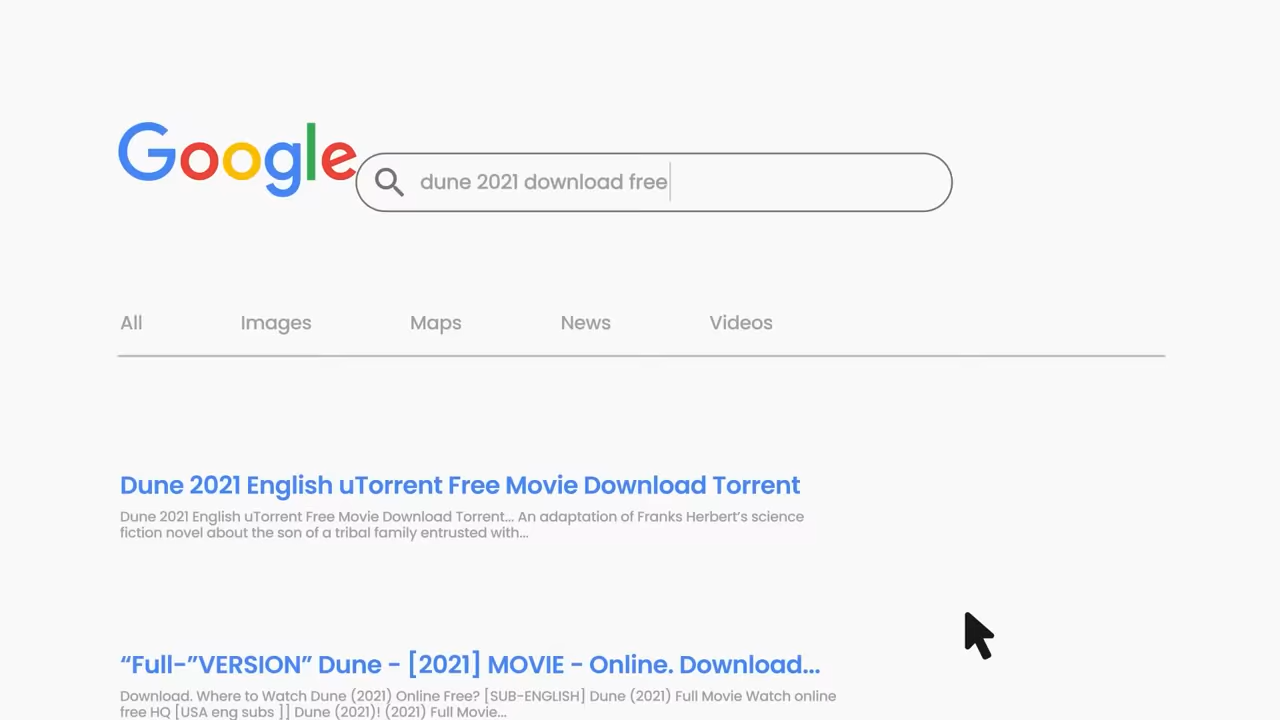 Google
dune 2021 download free
All Images Maps News Videos
Dune 2021 English uTorrent Free Movie Download Torrent
Dune 2021 English uTorrent Free Movie Download Torrent... An adaptation of Franks Herbert's science
fiction novel about the son of a tribal family entrusted with...
“Full-”VERSION” Dune - [2021] MOVIE - Online. Download...
Download. Where to Watch Dune (2021) Online Free? [SUB-ENGLISH] Dune (2021) Full Movie Watch online
free HQ [USA eng subs ]] Dune (2021)! (2021) Full Movie...